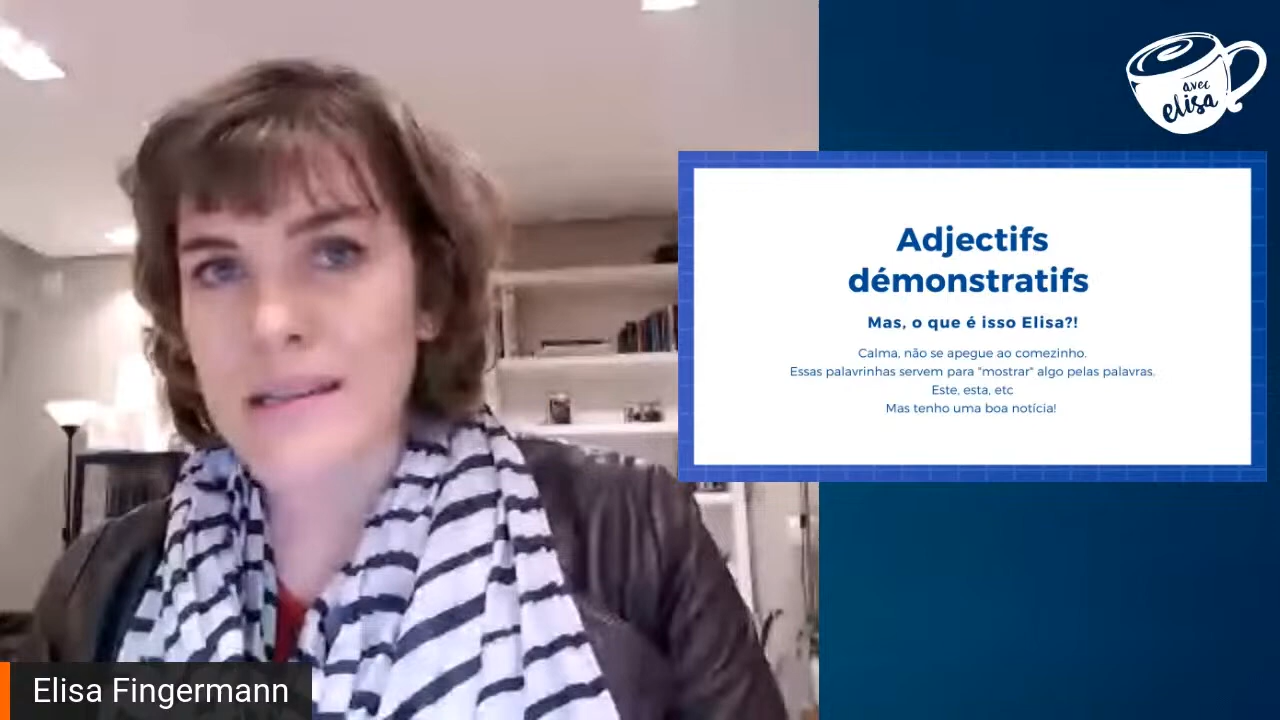 avec
elisa
Adjectifs
démonstratifs
Mas, o que é isso Elisa?!
Calma, não se apegue ao comezinho.
Essas palavrinhas servem para "mostrar" algo pelas palavras.
Este, esta, etc
Mas tenho uma boa notícia!
Elisa Fingermann